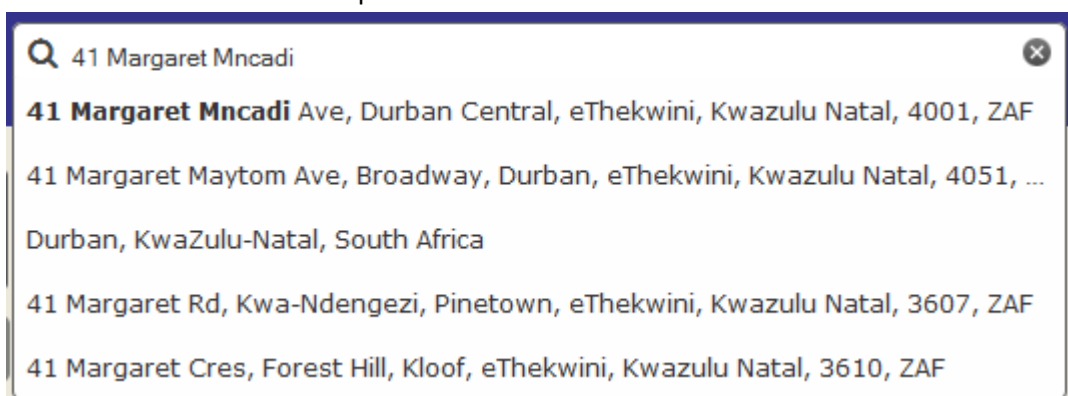 41 Margaret Mncadi
41 Margaret Mncadi Ave, Durban Central, eThekwini, Kwazulu Natal, 4001, ZAF
41 Margaret Maytom Ave, Broadway, Durban, eThekwini, Kwazulu Natal, 4051, ...
Durban, KwaZulu-Natal, South Africa
41 Margaret Rd, Kwa-Ndengezi, Pinetown, eThekwini, Kwazulu Natal, 3607, ZAF
41 Margaret Cres, Forest Hill, Kloof, eThekwini, Kwazulu Natal, 3610, ZAF